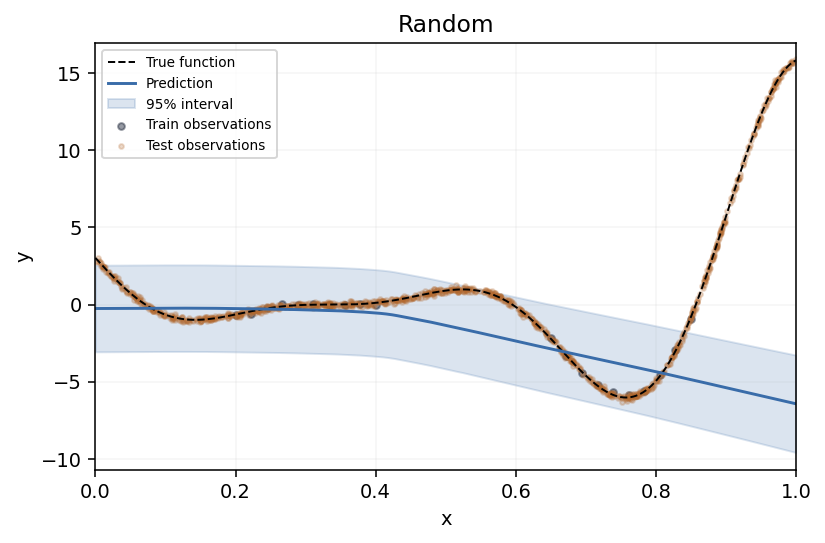 Random
True function
Prediction
95% interval
Train observations
Test observations
y
15
10
5
0
−5
−10
0.0 0.2 0.4 0.6 0.8 1.0
x